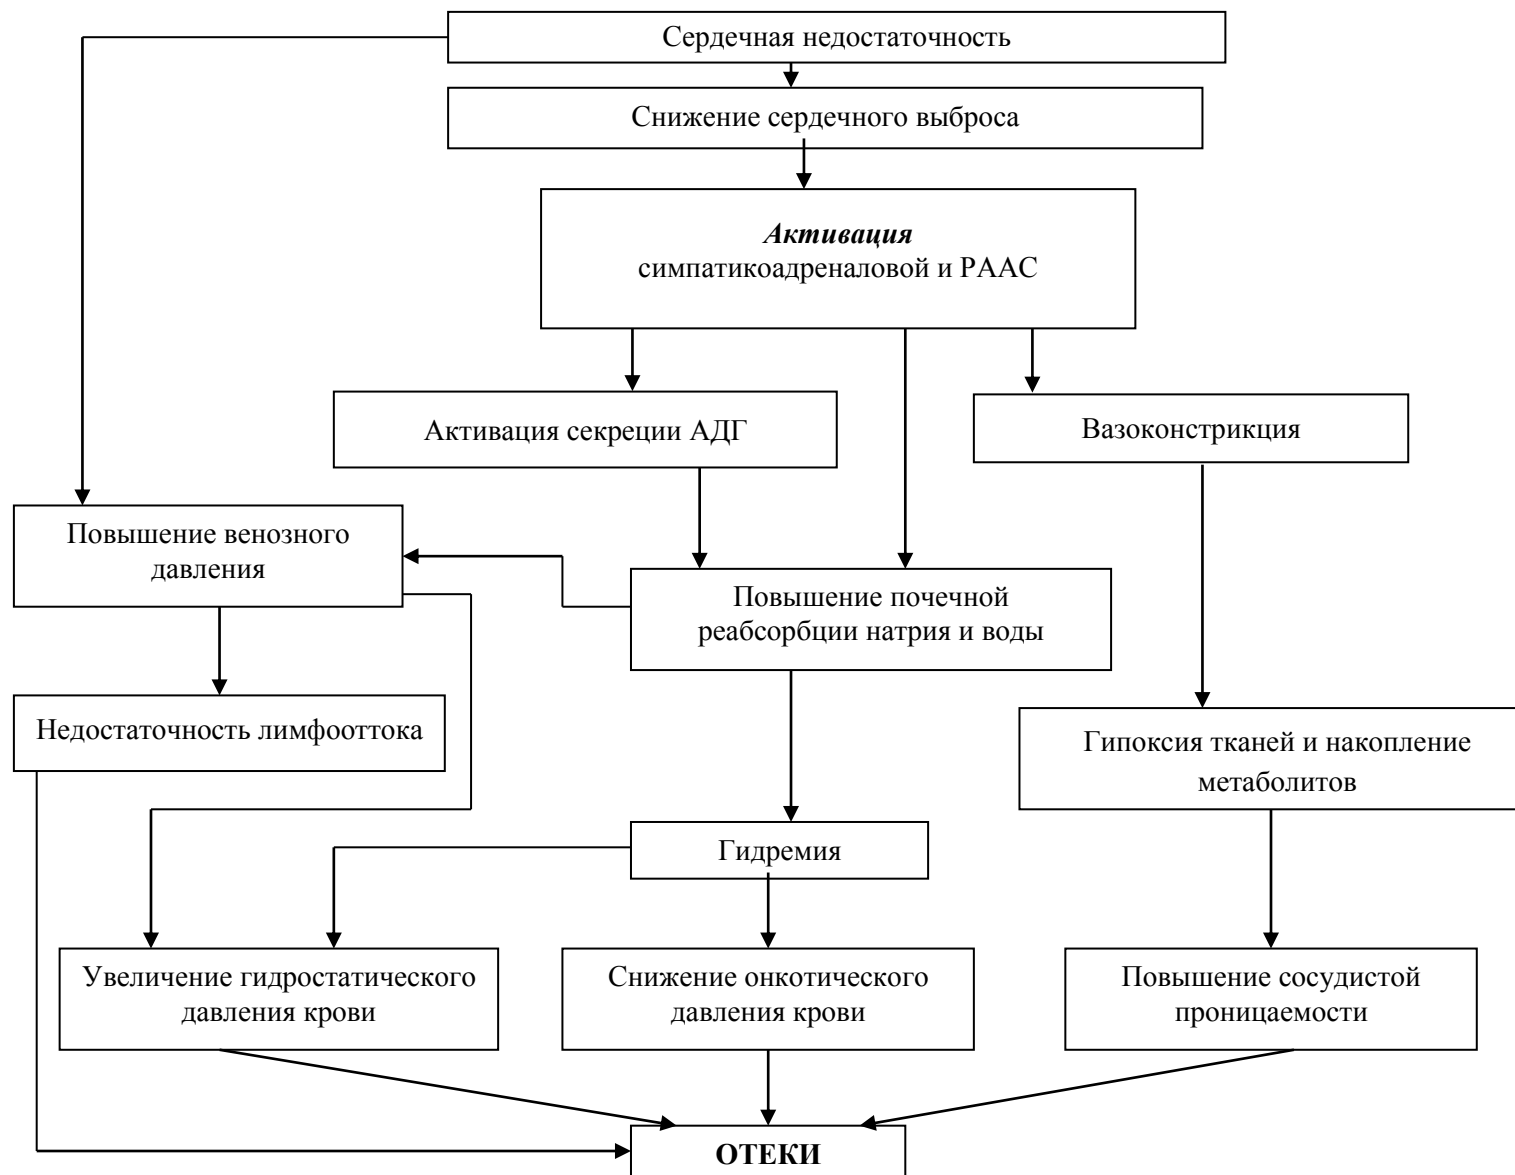 Сердечная недостаточность
Снижение сердечного выброса
Активация
симпатикоадреналовой и РААС
Активация секреции АДГ
Вазоконстрикция
Повышение венозного
давления
Повышение почечной
реабсорбции натрия и воды
Недостаточность лимфооттока
Гипоксия тканей и накопление
метаболитов
Гидремия
Увеличение гидростатического
давления крови
Снижение онкотического
давления крови
Повышение сосудистой
проницаемости
ОТЕКИ